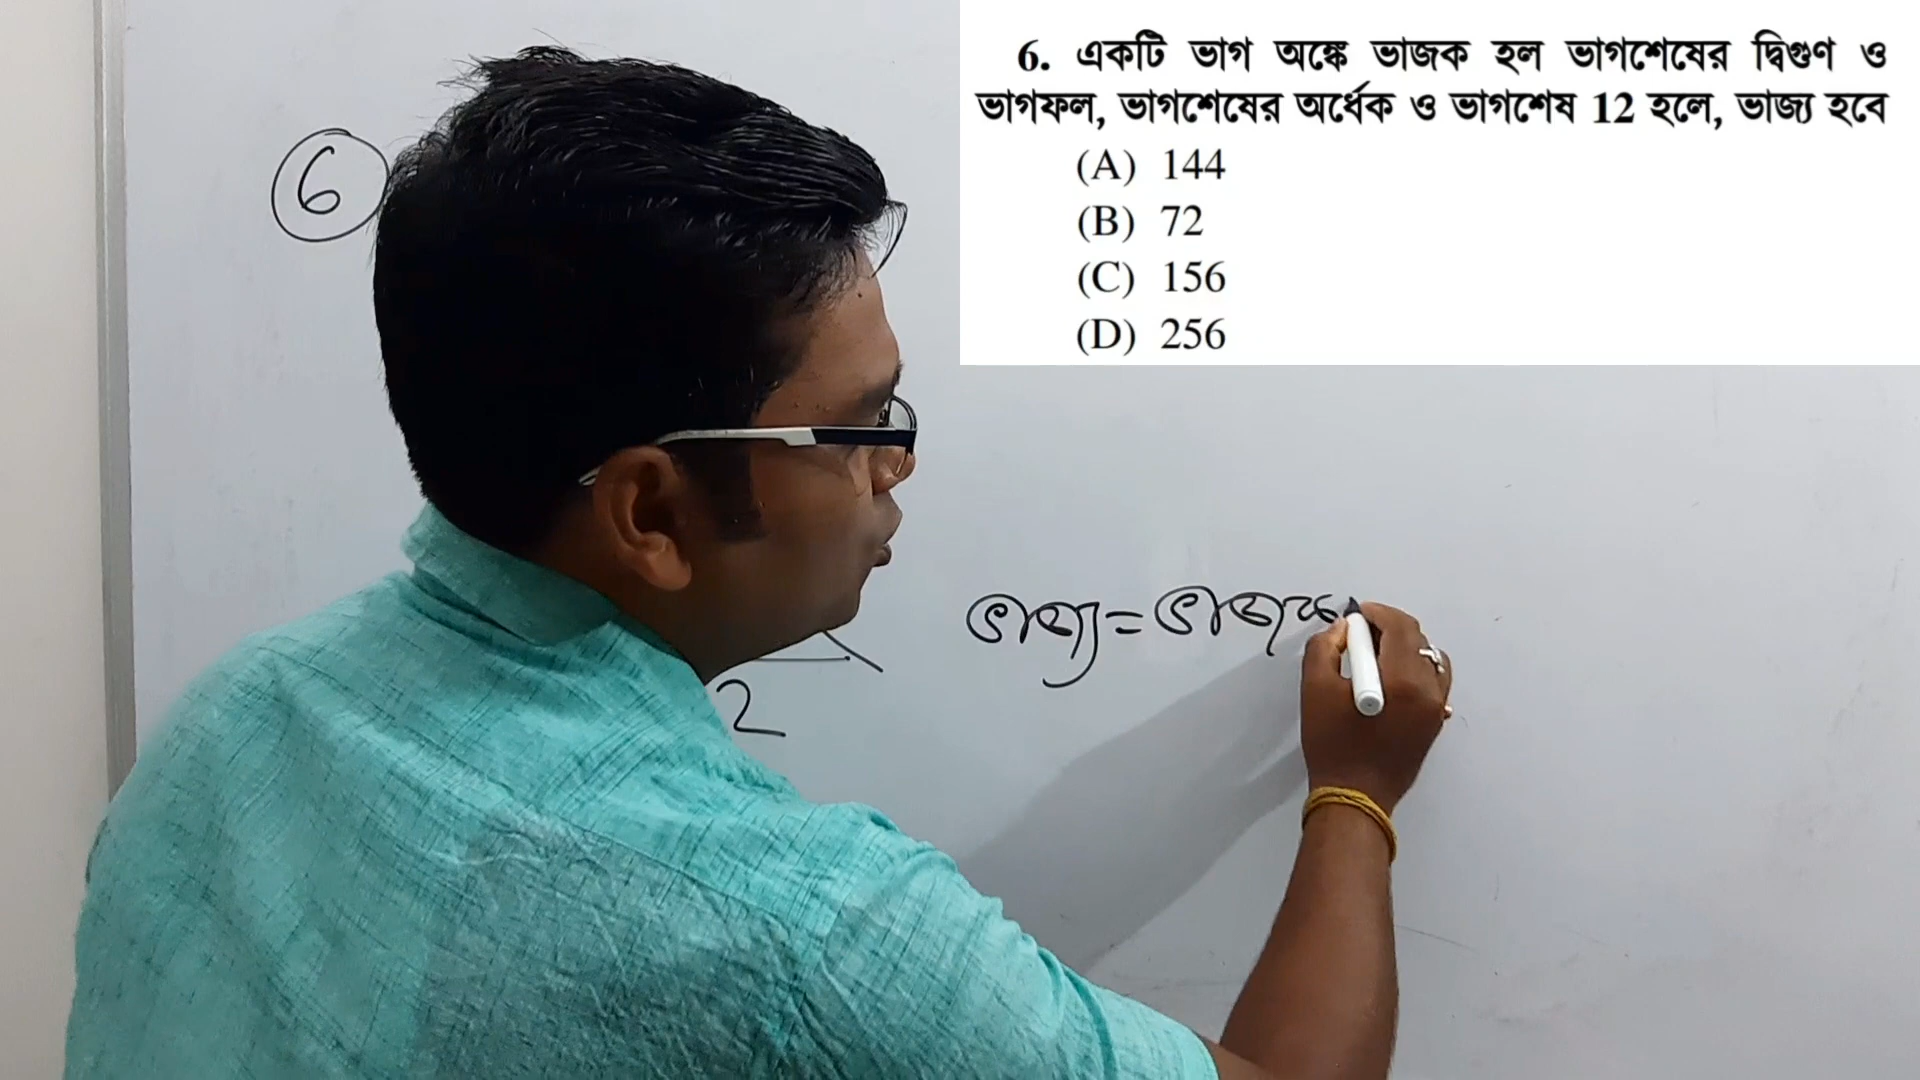 6. একটি ভাগ অঙ্কে ভাজক হল ভাগশেষের দ্বিগুণ ও
ভাগফল, ভাগশেষের অর্ধেক ও ভাগশেষ 12 হলে, ভাজ্য হবে
(A) 144
(B) 72
(C) 156
(D) 256
6
ভাজ্য = ভাজক
2